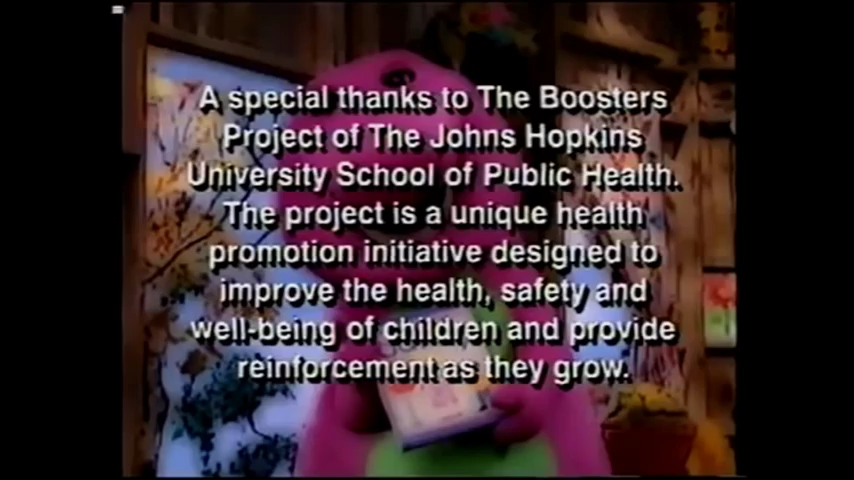 A special thanks to The Boosters
Project of The Johns Hopkins
University School of Public Health.
The project is a unique health
promotion initiative designed to
improve the health, safety and
well-being of children and provide
reinforcement as they grow.